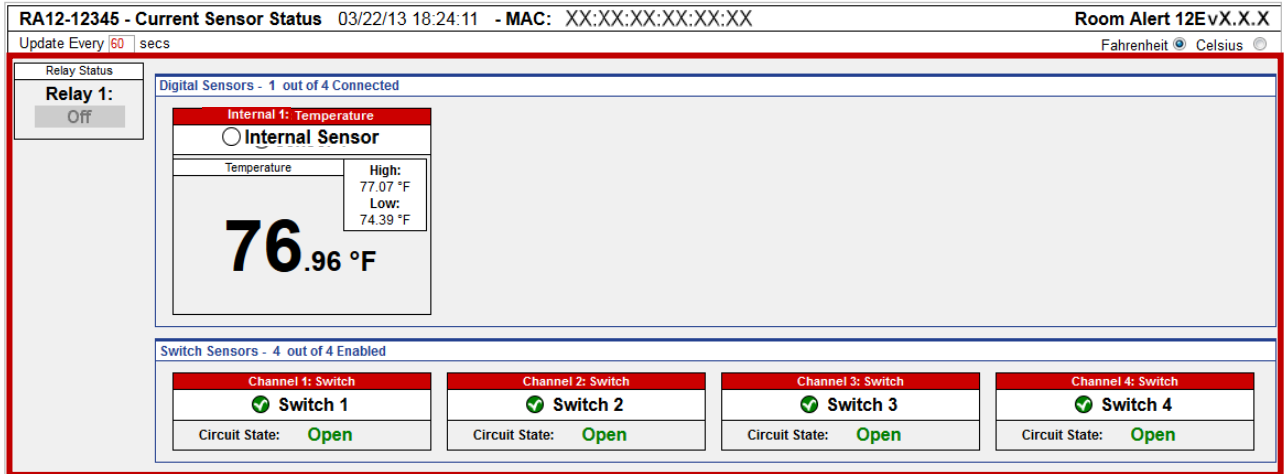 RA12-12345 - Current Sensor Status 03/22/13 18:24:11 - MAC: XX:XX:XX:XX:XX:XX Room Alert 12E vX.X.X
Update Every 60 secs Fahrenheit Celsius
Relay Status
Relay 1:
Off
Digital Sensors - 1 out of 4 Connected
Internal 1: Temperature
Internal Sensor
Temperature
High:
77.07 °F
Low:
74.39 °F
76.96 °F
Switch Sensors - 4 out of 4 Enabled
Channel 1: Switch Channel 2: Switch Channel 3: Switch Channel 4: Switch
Switch 1 Switch 2 Switch 3 Switch 4
Circuit State: Open Circuit State: Open Circuit State: Open Circuit State: Open